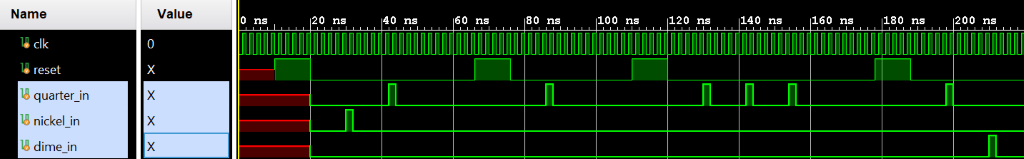 Name Value 0 ns 20 ns 40 ns 60 ns 80 ns 100 ns 120 ns 140 ns 160 ns 180 ns 200 ns
clk 0
reset X
quarter_in X
nickel_in X
dime_in X